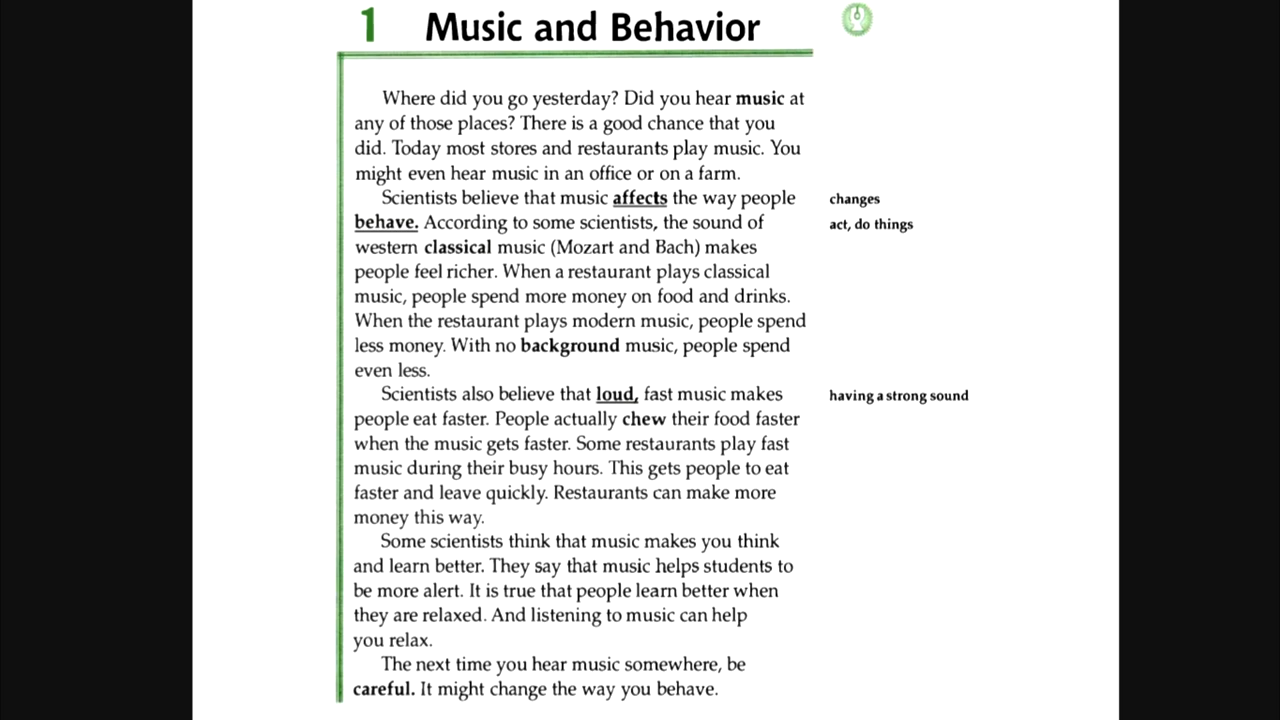 1 Music and Behavior
Where did you go yesterday? Did you hear music at
any of those places? There is a good chance that you
did. Today most stores and restaurants play music. You
might even hear music in an office or on a farm.
Scientists believe that music affects the way people
changes
behave. According to some scientists, the sound of
act, do things
western classical music (Mozart and Bach) makes
people feel richer. When a restaurant plays classical
music, people spend more money on food and drinks.
When the restaurant plays modern music, people spend
less money. With no background music, people spend
even less.
Scientists also believe that loud, fast music makes
having a strong sound
people eat faster. People actually chew their food faster
when the music gets faster. Some restaurants play fast
music during their busy hours. This gets people to eat
faster and leave quickly. Restaurants can make more
money this way.
Some scientists think that music makes you think
and learn better. They say that music helps students to
be more alert. It is true that people learn better when
they are relaxed. And listening to music can help
you relax.
The next time you hear music somewhere, be
careful. It might change the way you behave.